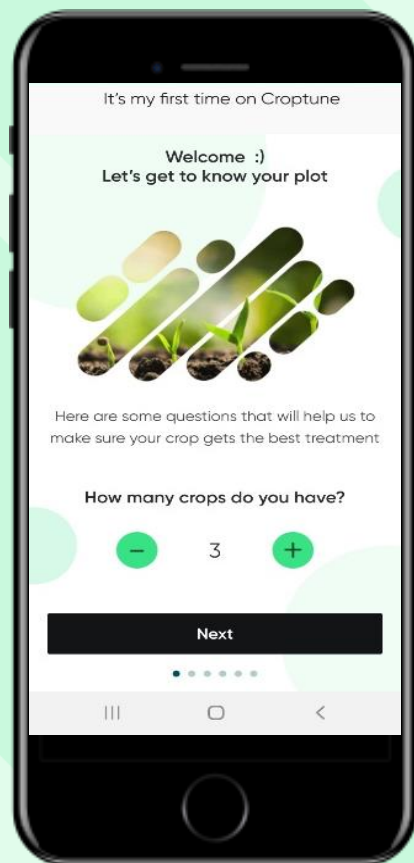 It's my first time on Croptune
Welcome :)
Let's get to know your plot
Here are some questions that will help us to
make sure your crop gets the best treatment
How many crops do you have?
− 3 +
Next